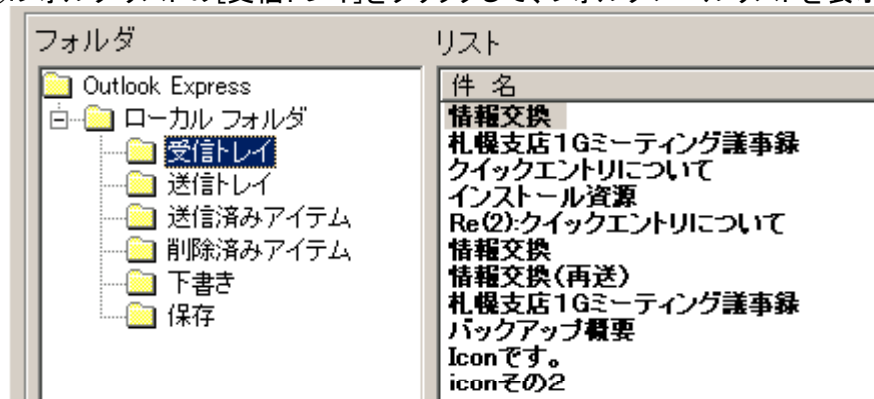 フォルダ
リスト
Outlook Express
ローカル フォルダ
受信トレイ
送信トレイ
送信済みアイテム
削除済みアイテム
下書き
保存
件 名
情報交換
札幌支店1Gミーティング議事録
クイックエントリについて
インストール資源
Re(2):クイックエントリについて
情報交換
情報交換(再送)
札幌支店1Gミーティング議事録
バックアップ概要
Iconです。
iconその2